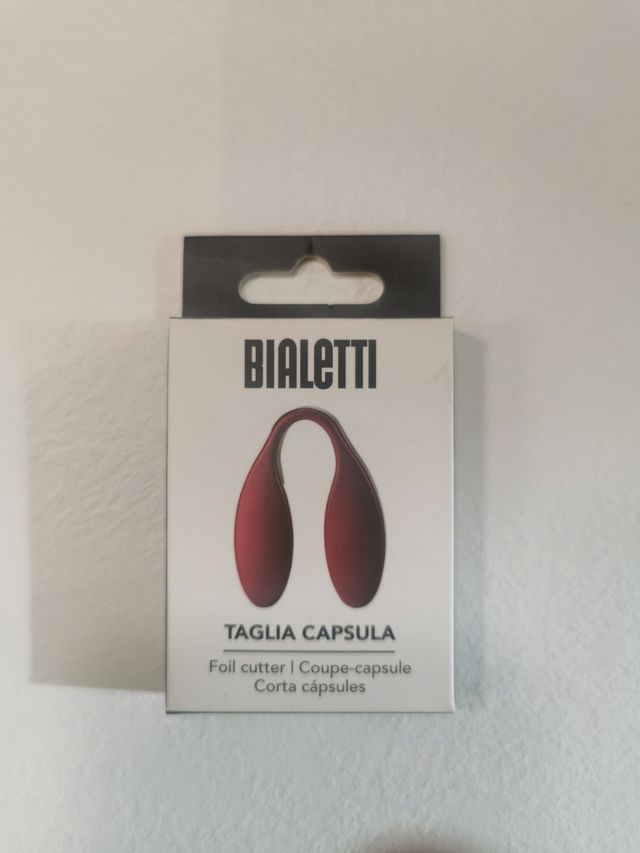 BIALeTTI
TAGLIA CAPSULA
Foil cutter | Coupe-capsule
Corta cápsules